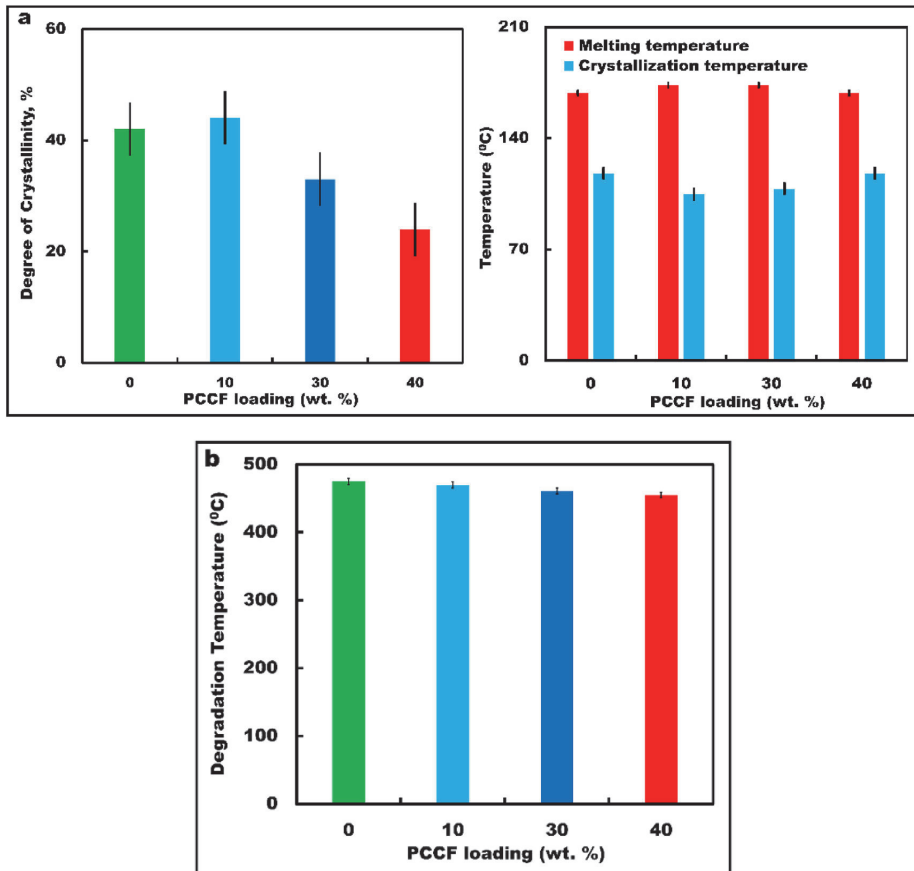 a
Degree of Crystallinity, %
60
40
20
0
0 10 30 40
PCCF loading (wt. %)
Temperature (⁰C)
210
140
70
0
Melting temperature
Crystallization temperature
0 10 30 40
PCCF loading (wt. %)
b
Degradation Temperature (⁰C)
500
400
300
200
100
0
0 10 30 40
PCCF loading (wt. %)